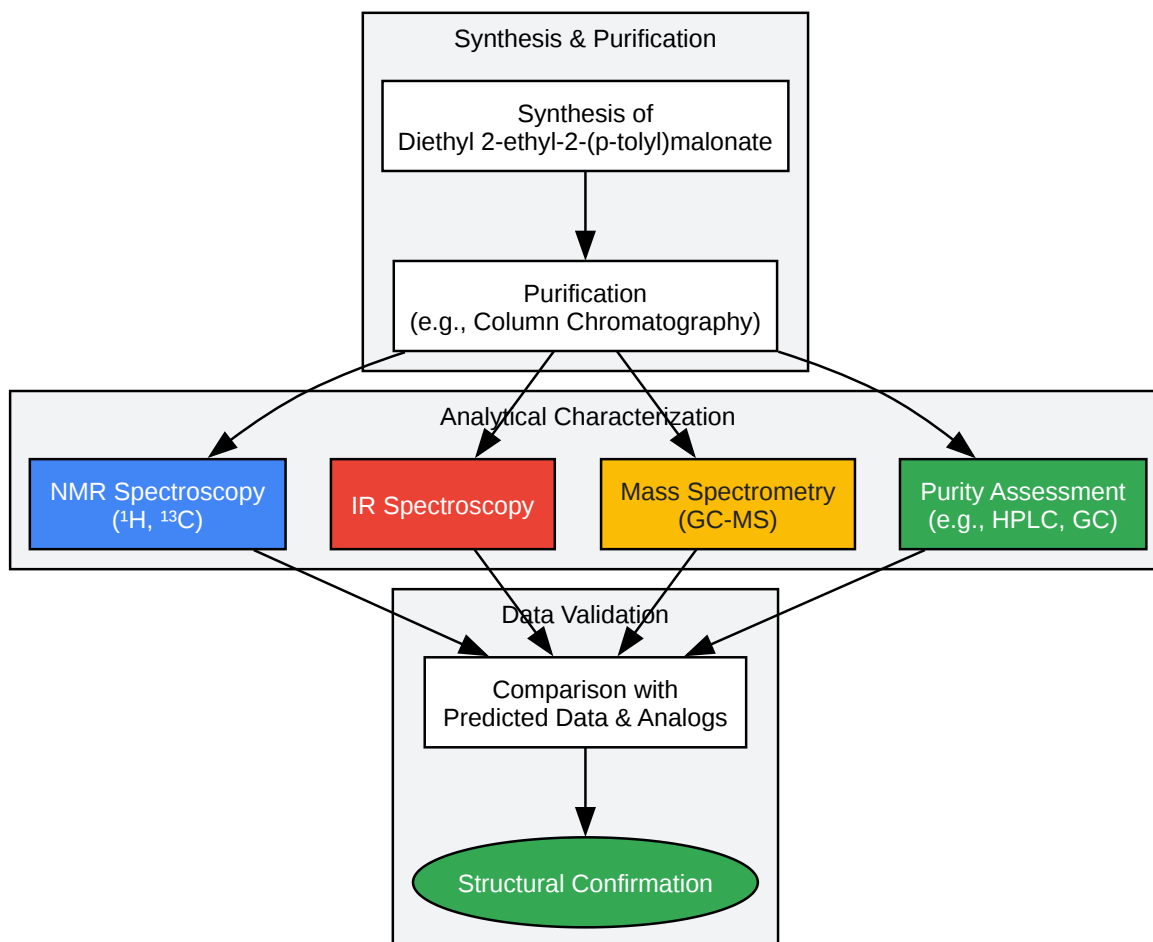 Synthesis & Purification
Synthesis of
Diethyl 2-ethyl-2-(p-tolyl)malonate
Purification
(e.g., Column Chromatography)
Analytical Characterization
NMR Spectroscopy
(¹H, ¹³C)
IR Spectroscopy
Mass Spectrometry
(GC-MS)
Purity Assessment
(e.g., HPLC, GC)
Data Validation
Comparison with
Predicted Data & Analogs
Structural Confirmation